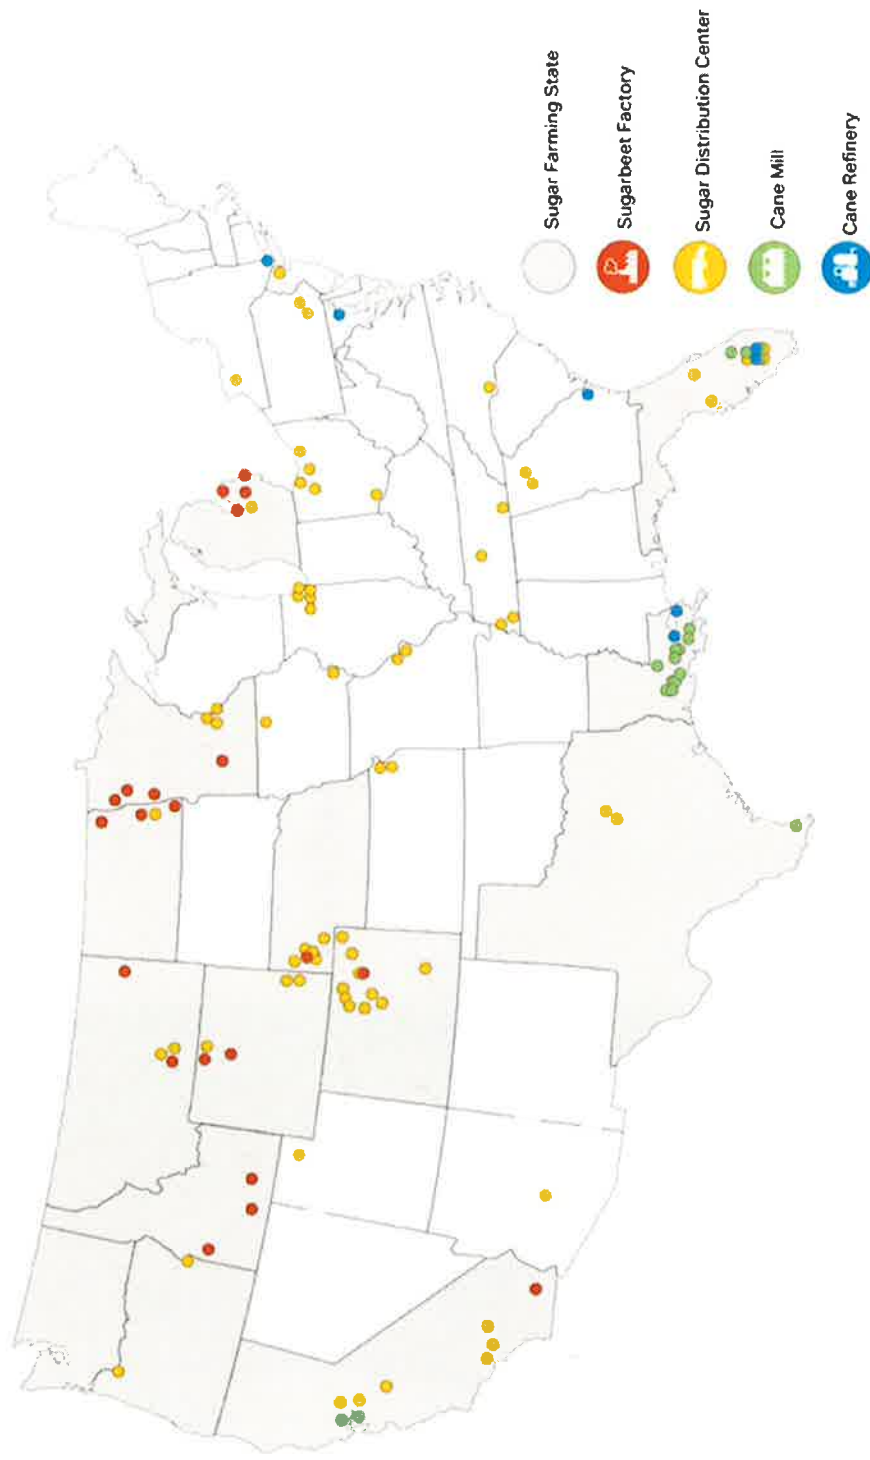 Sugar Farming State
Sugarbeet Factory
Sugar Distribution Center
Cane Mill
Cane Refinery